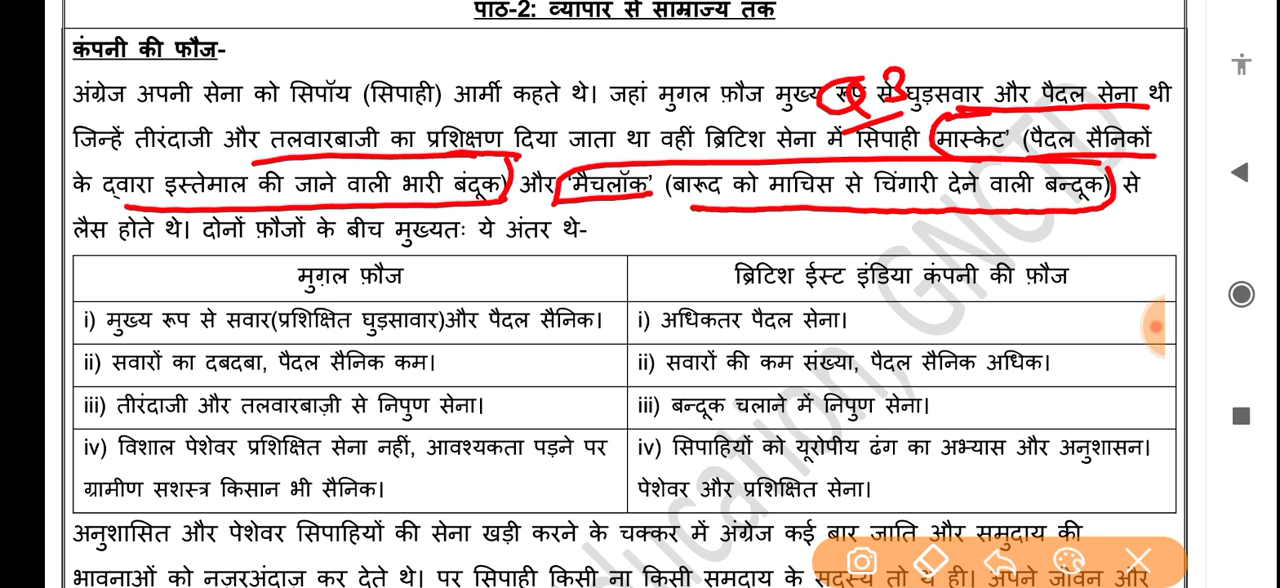 पाठ-2: व्यापार से साम्राज्य तक
कंपनी की फौज-
अंग्रेज अपनी सेना को सिपॉय (सिपाही) आर्मी कहते थे। जहां मुगल फ़ौज मुख्य रूप से घुड़सवार और पैदल सेना थी
Q 3
जिन्हें तीरंदाजी और तलवारबाजी का प्रशिक्षण दिया जाता था वहीं ब्रिटिश सेना में सिपाही 'मास्केट' (पैदल सैनिकों
के द्वारा इस्तेमाल की जाने वाली भारी बंदूक) और 'मैचलॉक' (बारूद को माचिस से चिंगारी देने वाली बन्दूक) से
लैस होते थे। दोनों फ़ौजों के बीच मुख्यतः ये अंतर थे-
मुग़ल फ़ौज ब्रिटिश ईस्ट इंडिया कंपनी की फ़ौज
i) मुख्य रूप से सवार(प्रशिक्षित घुड़सावार)और पैदल सैनिक। i) अधिकतर पैदल सेना।
ii) सवारों का दबदबा, पैदल सैनिक कम। ii) सवारों की कम संख्या, पैदल सैनिक अधिक।
iii) तीरंदाजी और तलवारबाज़ी से निपुण सेना। iii) बन्दूक चलाने में निपुण सेना।
iv) विशाल पेशेवर प्रशिक्षित सेना नहीं, आवश्यकता पड़ने पर iv) सिपाहियों को यूरोपीय ढंग का अभ्यास और अनुशासन।
ग्रामीण सशस्त्र किसान भी सैनिक। पेशेवर और प्रशिक्षित सेना।
अनुशासित और पेशेवर सिपाहियों की सेना खड़ी करने के चक्कर में अंग्रेज कई बार जाति और समुदाय की
भावनाओं को नजरअंदाज कर देते थे। पर सिपाही किसी ना किसी समुदाय के सदस्य तो थे ही। अपने जीवन और